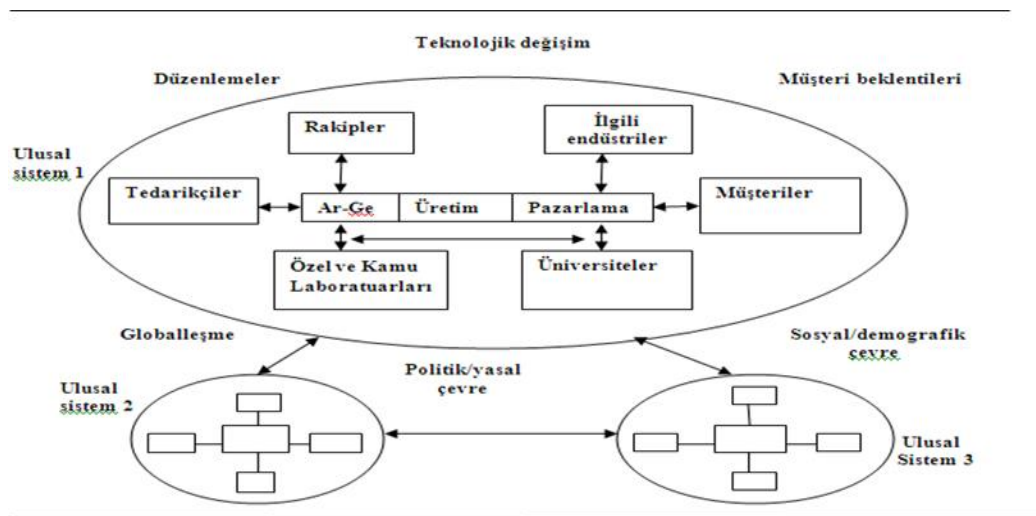 Teknolojik değişim
Düzenlemeler
Müşteri beklentileri
Rakipler
İlgili
endüstriler
Ulusal
sistem 1
Tedarikçiler
Ar-Ge
Üretim
Pazarlama
Müşteriler
Özel ve Kamu
Laboratuarları
Üniversiteler
Globalleşme
Sosyal/demografik
çevre
Politik/yasal
çevre
Ulusal
sistem 2
Ulusal
Sistem 3